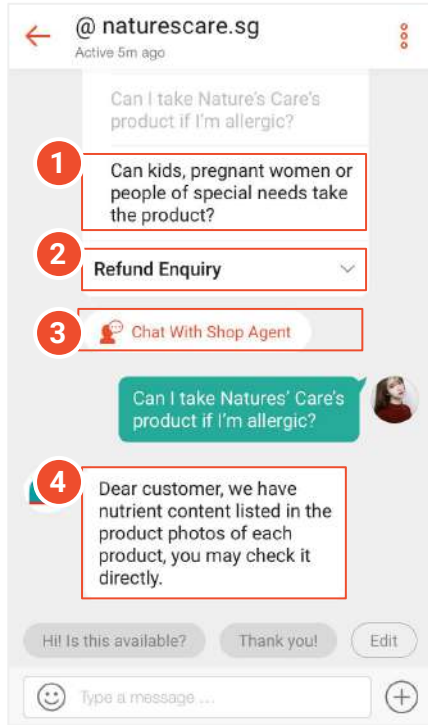 @ naturescare.sg
Active 5m ago
Can I take Nature's Care's
product if I'm allergic?
1
Can kids, pregnant women or
people of special needs take
the product?
2
Refund Enquiry
3
Chat With Shop Agent
Can I take Natures' Care's
product if I'm allergic?
4
Dear customer, we have
nutrient content listed in the
product photos of each
product, you may check it
directly.
Hi! Is this available?
Thank you!
Edit
Type a message ...